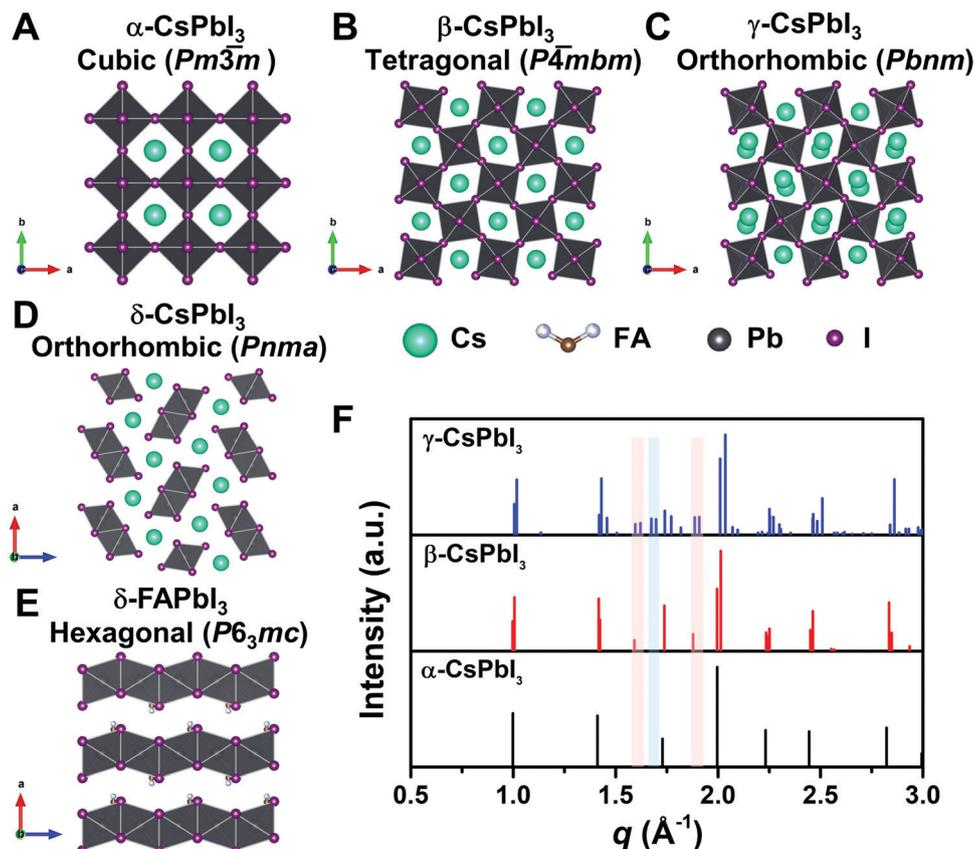 A
α-CsPbI₃
Cubic (Pm3̅m )
b
a
B
β-CsPbI₃
Tetragonal (P4̅mbm)
b
a
C
γ-CsPbI₃
Orthorhombic (Pbnm)
b
a
D
δ-CsPbI₃
Orthorhombic (Pnma)
a
Cs
FA
Pb
I
E
δ-FAPbI₃
Hexagonal (P6₃mc)
a
F
γ-CsPbI₃
β-CsPbI₃
α-CsPbI₃
Intensity (a.u.)
0.5 1.0 1.5 2.0 2.5 3.0
q (Å⁻¹)